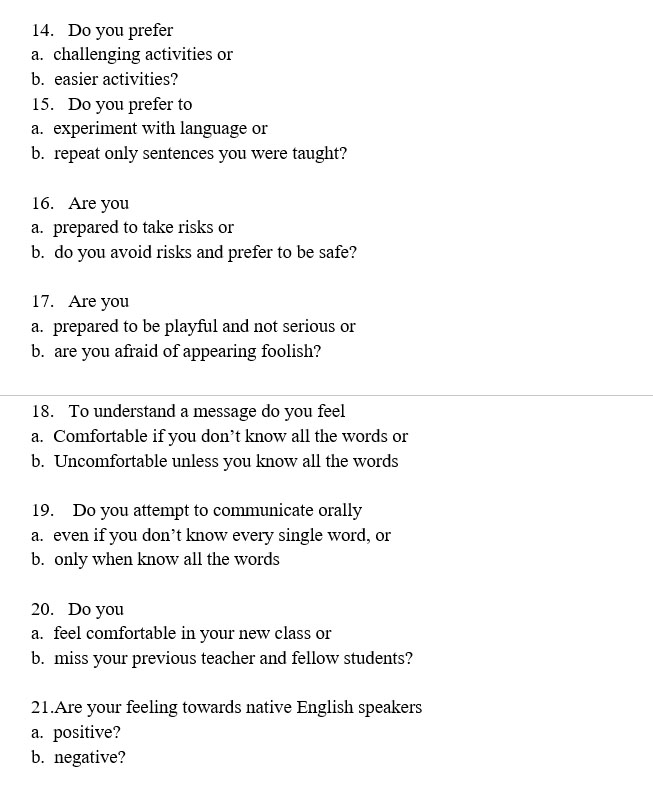 14. Do you prefer
a. challenging activities or
b. easier activities?
15. Do you prefer to
a. experiment with language or
b. repeat only sentences you were taught?
16. Are you
a. prepared to take risks or
b. do you avoid risks and prefer to be safe?
17. Are you
a. prepared to be playful and not serious or
b. are you afraid of appearing foolish?
18. To understand a message do you feel
a. Comfortable if you don’t know all the words or
b. Uncomfortable unless you know all the words
19. Do you attempt to communicate orally
a. even if you don’t know every single word, or
b. only when know all the words
20. Do you
a. feel comfortable in your new class or
b. miss your previous teacher and fellow students?
21.Are your feeling towards native English speakers
a. positive?
b. negative?